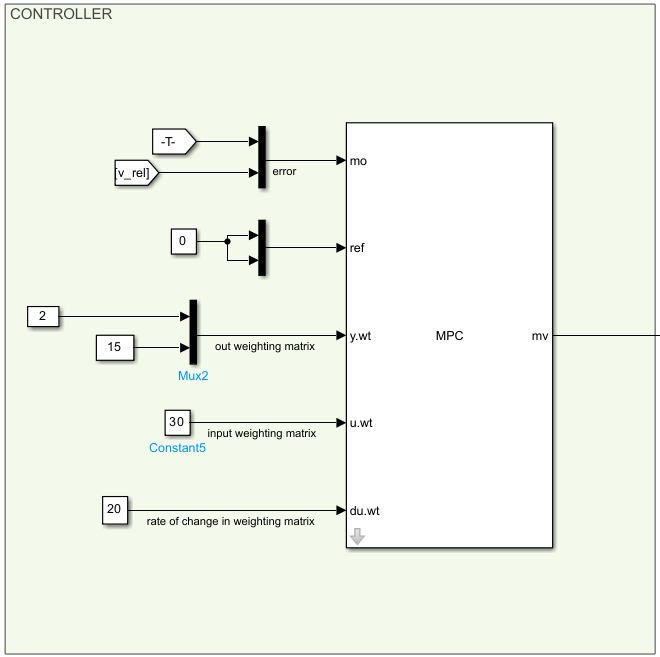 CONTROLLER
-T-
[v_rel]
error
mo
0
ref
2
15
out weighting matrix
y.wt
MPC
mv
Mux2
30
input weighting matrix
u.wt
Constant5
20
rate of change in weighting matrix
du.wt